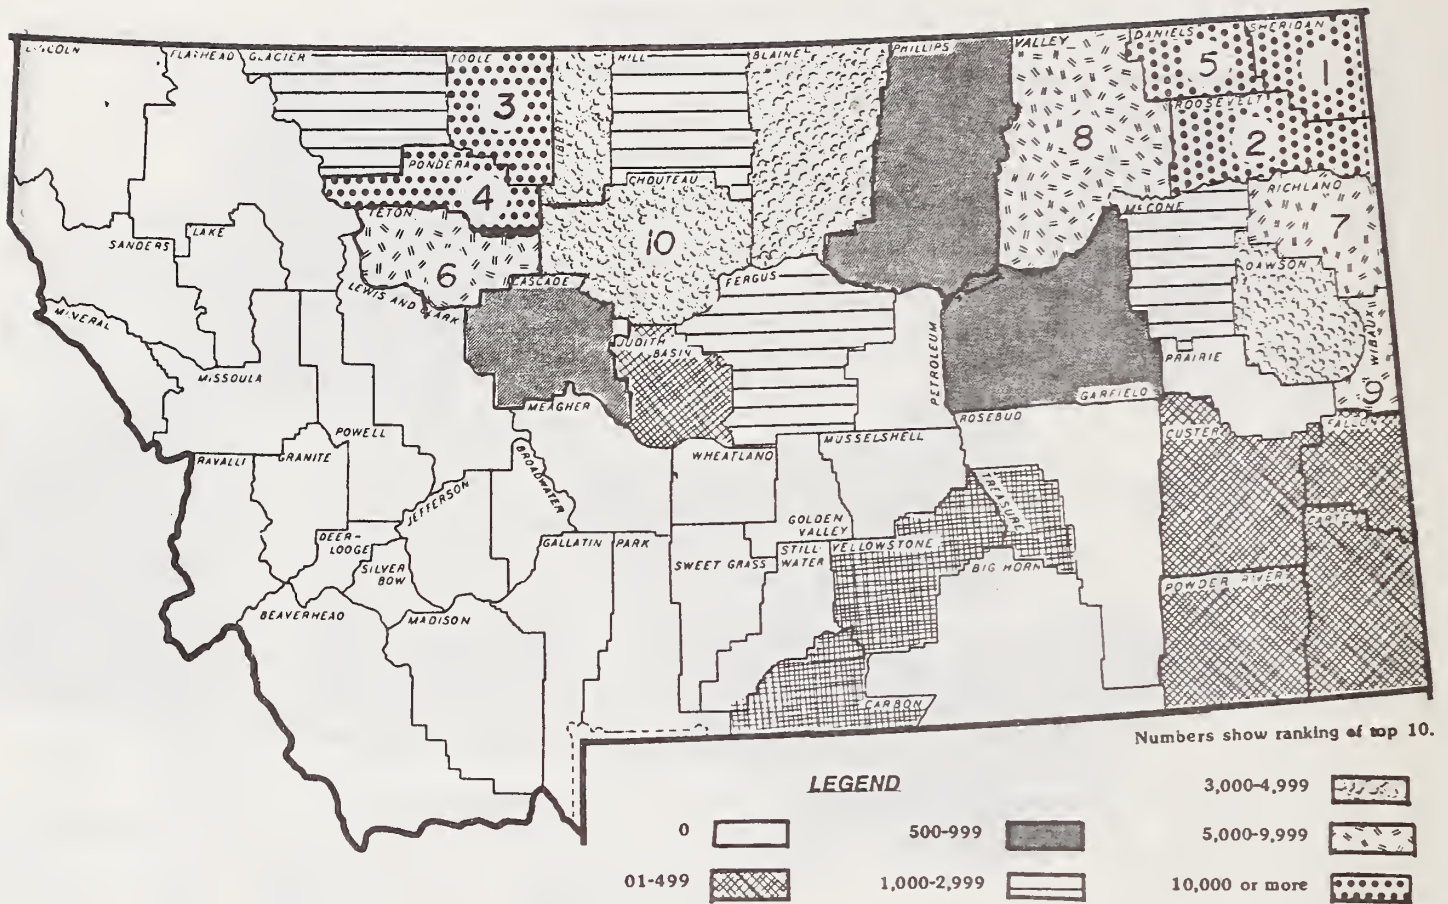 LINCOLN
FLATHEAD
GLACIER
TOOLE
LIBERTY
HILL
BLAINE
PHILLIPS
VALLEY
DANIELS
SHERIDAN
3
5
1
ROOSEVELT
8
2
PONDERA
4
CHOUTEAU
RICHLAND
TETON
McCONE
SANDERS
LAKE
6
10
7
CASCADE
FERGUS
DAWSON
LEWIS AND CLARK
MINERAL
JUDITH
BASIN
PETROLEUM
PRAIRIE
WIBAUX
MISSOULA
9
MEAGHER
GARFIELD
ROSEBUD
FALLON
POWELL
CUSTER
MUSSELSHELL
RAVALLI
GRANITE
WHEATLAND
BROADWATER
JEFFERSON
TREASURE
GOLDEN
VALLEY
CARTER
DEER-
LODGE
GALLATIN
PARK
STILL-
WATER
YELLOWSTONE
SILVER
BOW
SWEET GRASS
BIG HORN
POWDER RIVER
BEAVERHEAD
MADISON
CARBON
Numbers show ranking of top 10.
LEGEND
3,000-4,999
0
500-999
5,000-9,999
01-499
1,000-2,999
10,000 or more